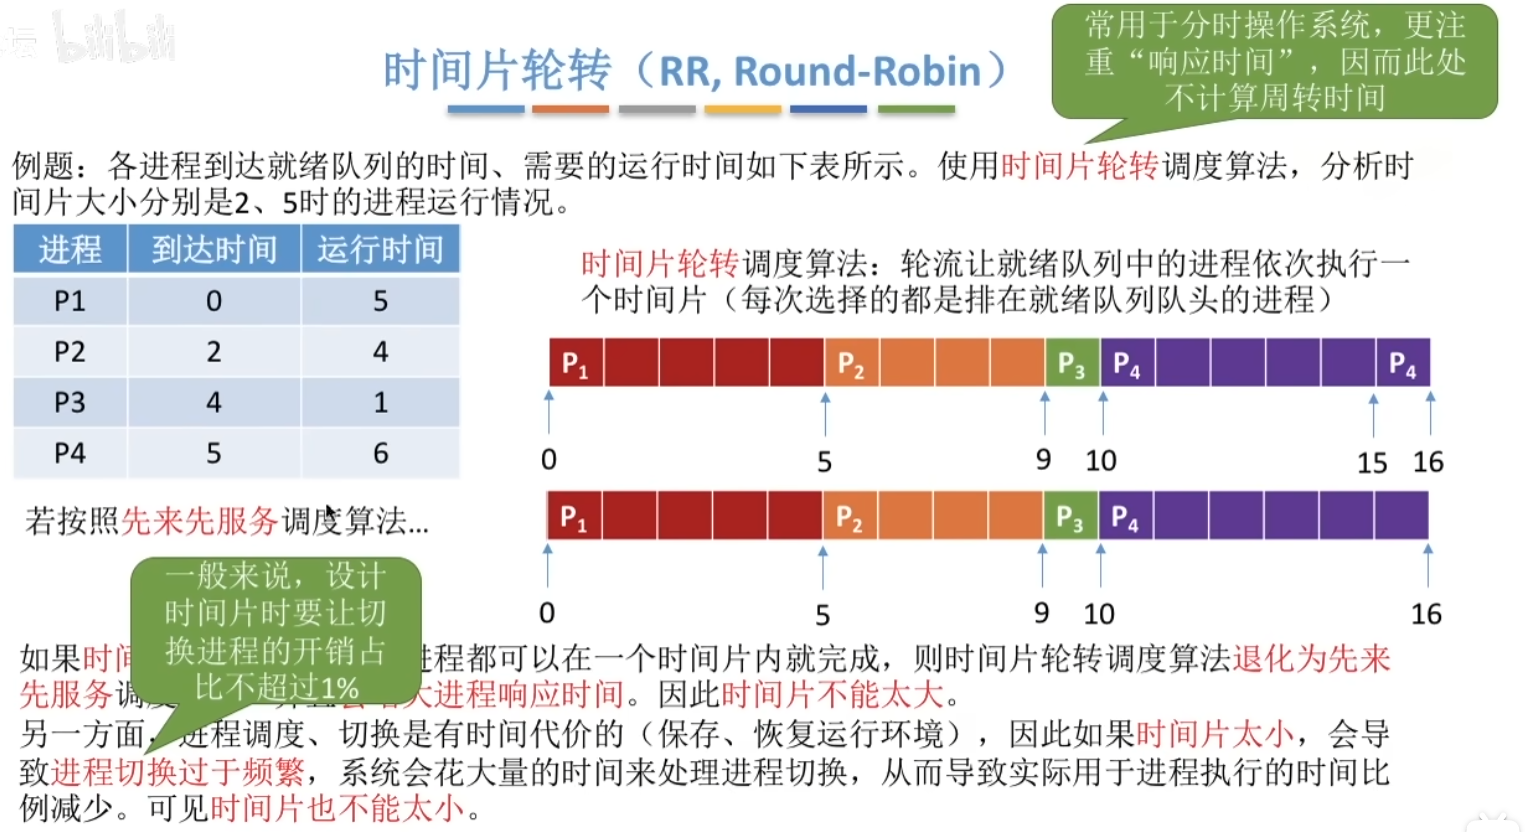 坛 bilibili
时间片轮转（RR, Round-Robin）
常用于分时操作系统，更注
重“响应时间”，因而此处
不计算周转时间
例题：各进程到达就绪队列的时间、需要的运行时间如下表所示。使用时间片轮转调度算法，分析时
间片大小分别是2、5时的进程运行情况。
进程 到达时间 运行时间
P1 0 5
P2 2 4
P3 4 1
P4 5 6
时间片轮转调度算法：轮流让就绪队列中的进程依次执行一
个时间片（每次选择的都是排在就绪队列队头的进程）
P1 P2 P3 P4 P4
0 5 9 10 15 16
若按照先来先服务调度算法...
P1 P2 P3 P4
0 5 9 10 16
一般来说，设计
时间片时要让切
换进程的开销占
比不超过1%
如果时间 进程都可以在一个时间片内就完成，则时间片轮转调度算法退化为先来
先服务调 大进程响应时间。因此时间片不能太大。
另一方面，进程调度、切换是有时间代价的（保存、恢复运行环境），因此如果时间片太小，会导
致进程切换过于频繁，系统会花大量的时间来处理进程切换，从而导致实际用于进程执行的时间比
例减少。可见时间片也不能太小。